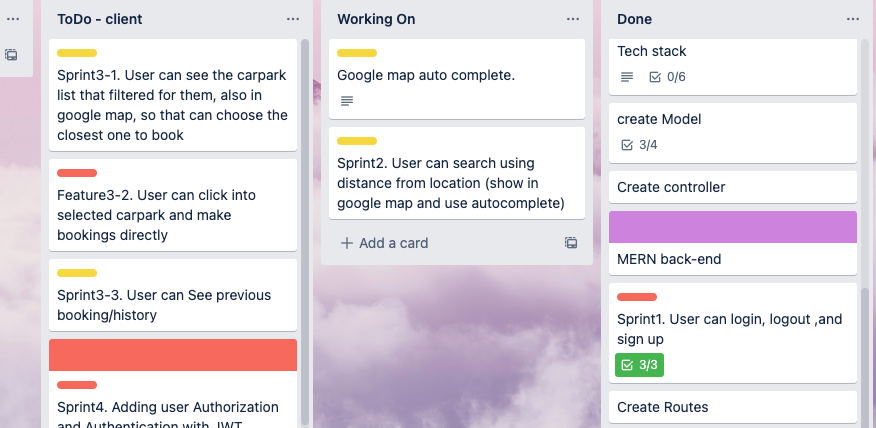 ToDo - client
Sprint3-1. User can see the carpark
list that filtered for them, also in
google map, so that can choose the
closest one to book
Feature3-2. User can click into
selected carpark and make
bookings directly
Sprint3-3. User can See previous
booking/history
Sprint4. Adding user Authorization
and Authentication with JWT
Working On
Google map auto complete.
Sprint2. User can search using
distance from location (show in
google map and use autocomplete)
+ Add a card
Done
Tech stack
0/6
create Model
3/4
Create controller
MERN back-end
Sprint1. User can login, logout ,and
sign up
3/3
Create Routes